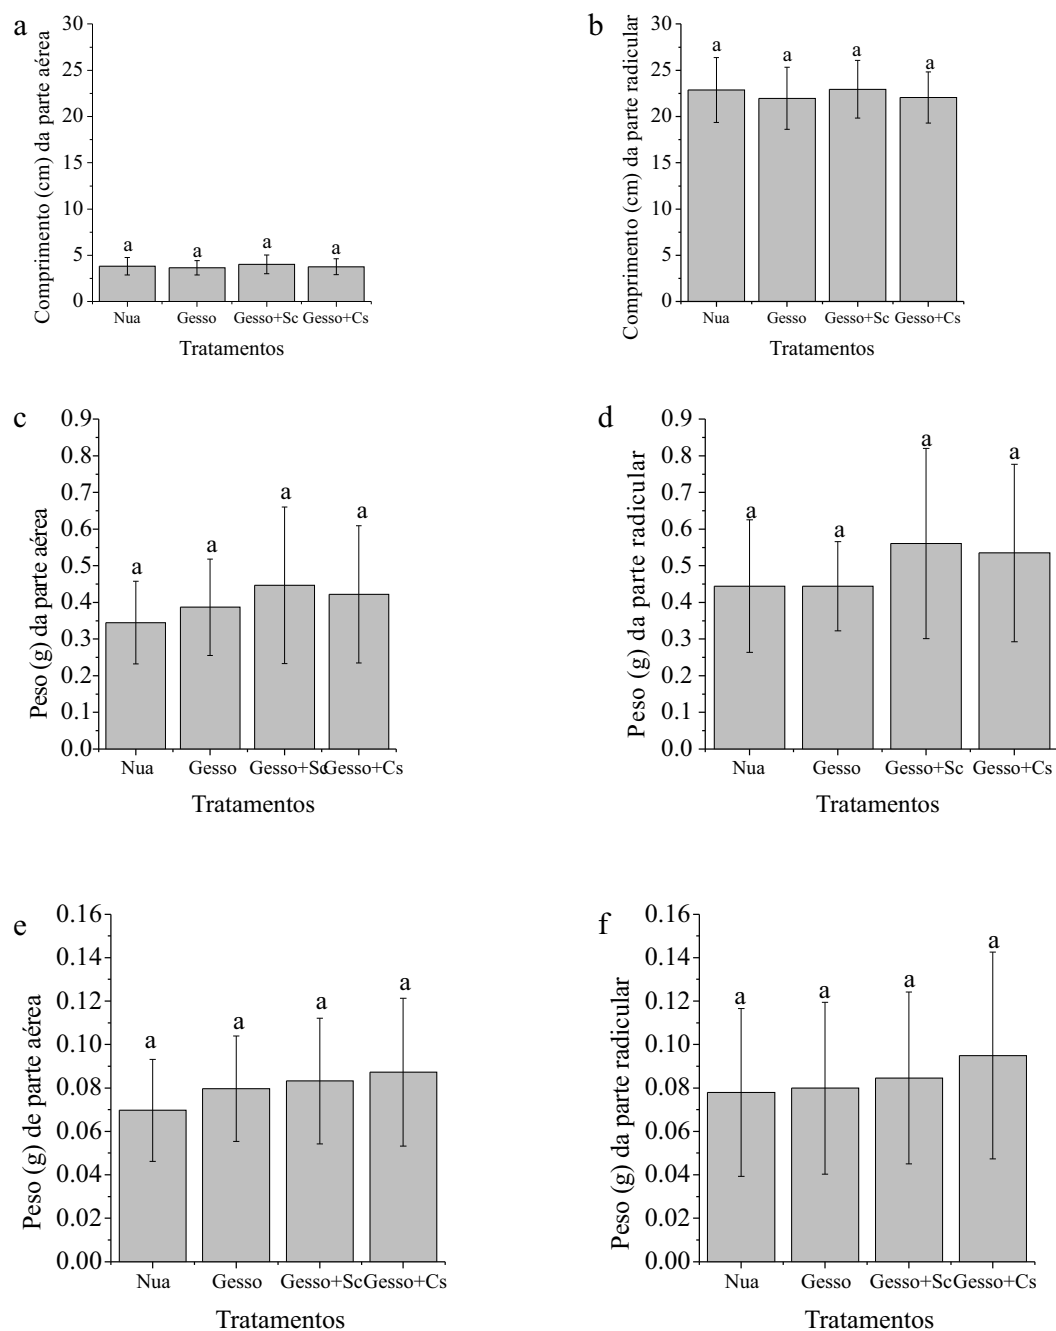 a
Comprimento (cm) da parte aérea
30
25
20
15
10
5
0
a
a
a
a
Nua
Gesso
Gesso+Sc
Gesso+Cs
Tratamentos
b
Comprimento (cm) da parte radicular
30
25
20
15
10
5
0
a
a
a
a
Nua
Gesso
Gesso+Sc
Gesso+Cs
Tratamentos
c
Peso (g) da parte aérea
0.9
0.8
0.7
0.6
0.5
0.4
0.3
0.2
0.1
0.0
a
a
a
a
Nua
Gesso
Gesso+Sc
Gesso+Cs
Tratamentos
d
Peso (g) da parte radicular
0.9
0.8
0.7
0.6
0.5
0.4
0.3
0.2
0.1
0.0
a
a
a
a
Nua
Gesso
Gesso+Sc
Gesso+Cs
Tratamentos
e
Peso (g) de parte aérea
0.16
0.14
0.12
0.10
0.08
0.06
0.04
0.02
0.00
a
a
a
a
Nua
Gesso
Gesso+Sc
Gesso+Cs
Tratamentos
f
Peso (g) da parte radicular
0.16
0.14
0.12
0.10
0.08
0.06
0.04
0.02
0.00
a
a
a
a
Nua
Gesso
Gesso+Sc
Gesso+Cs
Tratamentos